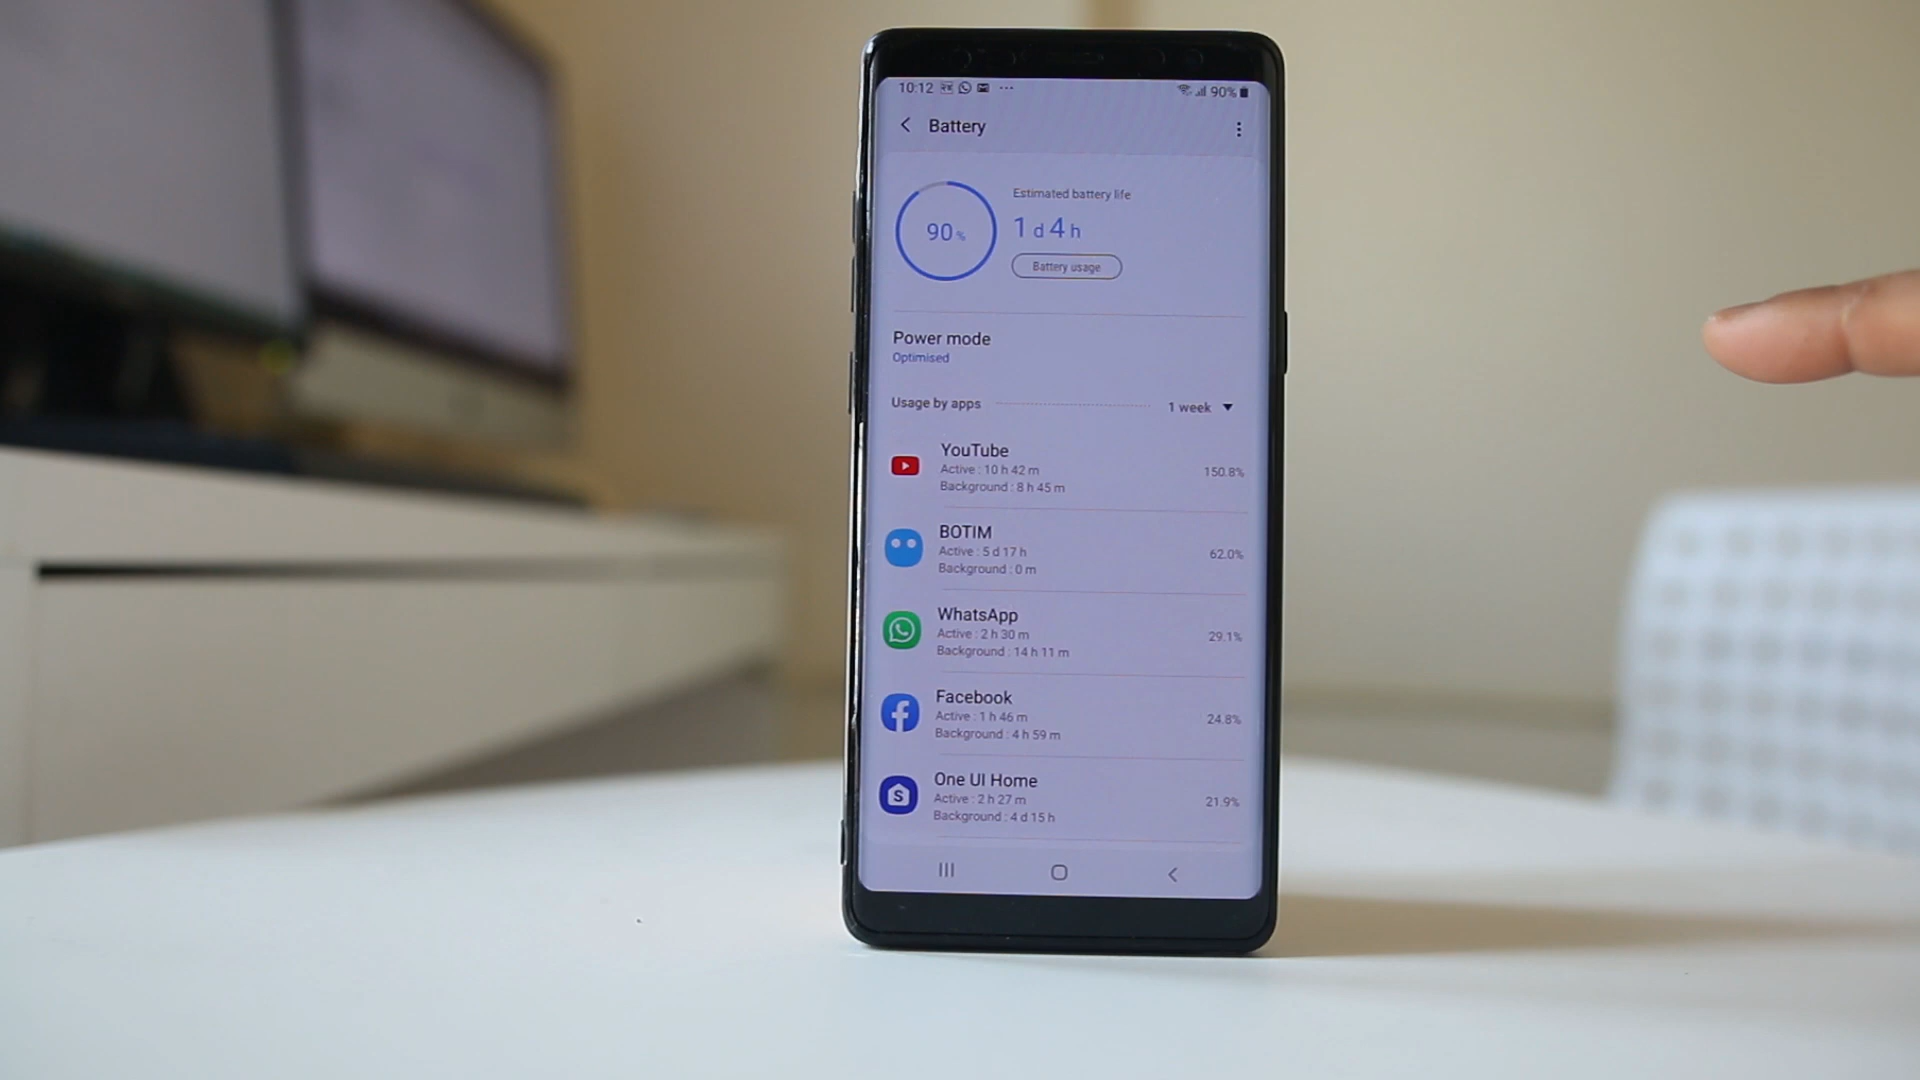 10:12 90%
Battery
90%
Estimated battery life
1 d 4 h
Battery usage
Power mode
Optimised
Usage by apps 1 week
YouTube
Active : 10 h 42 m
Background : 8 h 45 m
150.8%
BOTIM
Active : 5 d 17 h
Background : 0 m
62.0%
WhatsApp
Active : 2 h 30 m
Background : 14 h 11 m
29.1%
Facebook
Active : 1 h 46 m
Background : 4 h 59 m
24.8%
S
One UI Home
Active : 2 h 27 m
Background : 4 d 15 h
21.9%